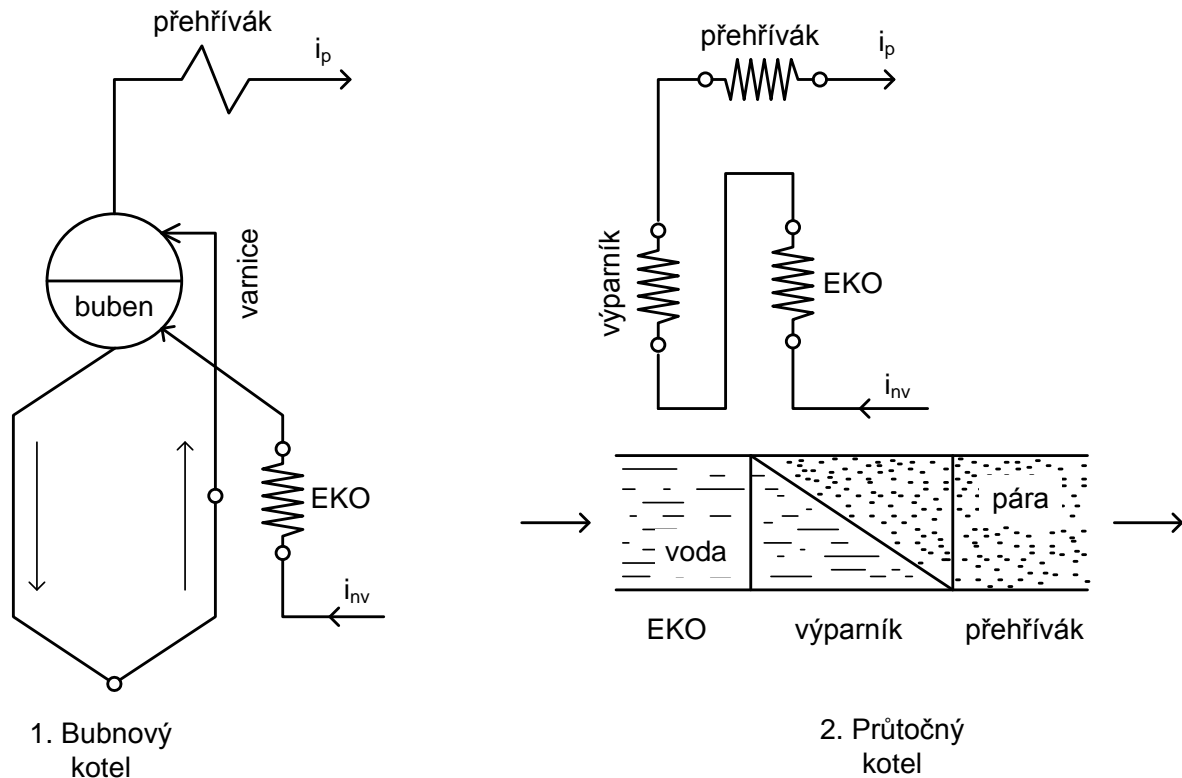 přehřívák
i_p
varnice
buben
EKO
i_nv
1. Bubnový
kotel
přehřívák
i_p
výparník
EKO
i_nv
voda
pára
EKO výparník přehřívák
2. Průtočný
kotel